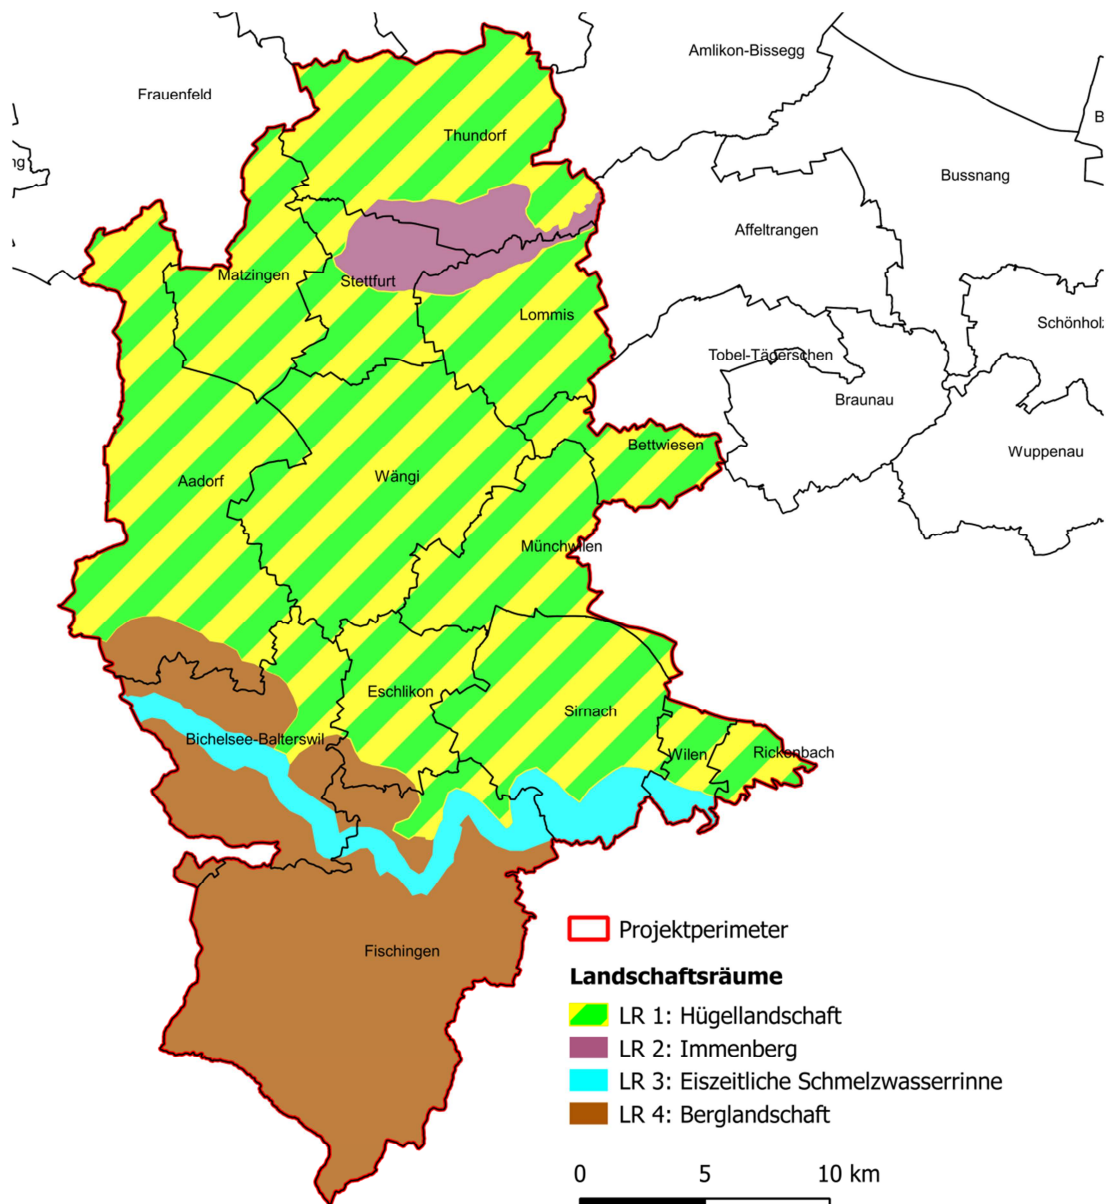 Amlikon-Bissegg
Frauenfeld
B
Thundorf
ng
Bussnang
Affeltrangen
Matzingen
Stettfurt
Lommis
Schönholz
Tobel-Tägerschen
Braunau
Bettwiesen
Wuppenau
Wängi
Aadorf
Münchwilen
Eschlikon
Sirnach
Bichelsee-Balterswil
Wilen
Rickenbach
Fischingen
Projektperimeter
Landschaftsräume
LR 1: Hügellandschaft
LR 2: Immenberg
LR 3: Eiszeitliche Schmelzwasserrinne
LR 4: Berglandschaft
0 5 10 km